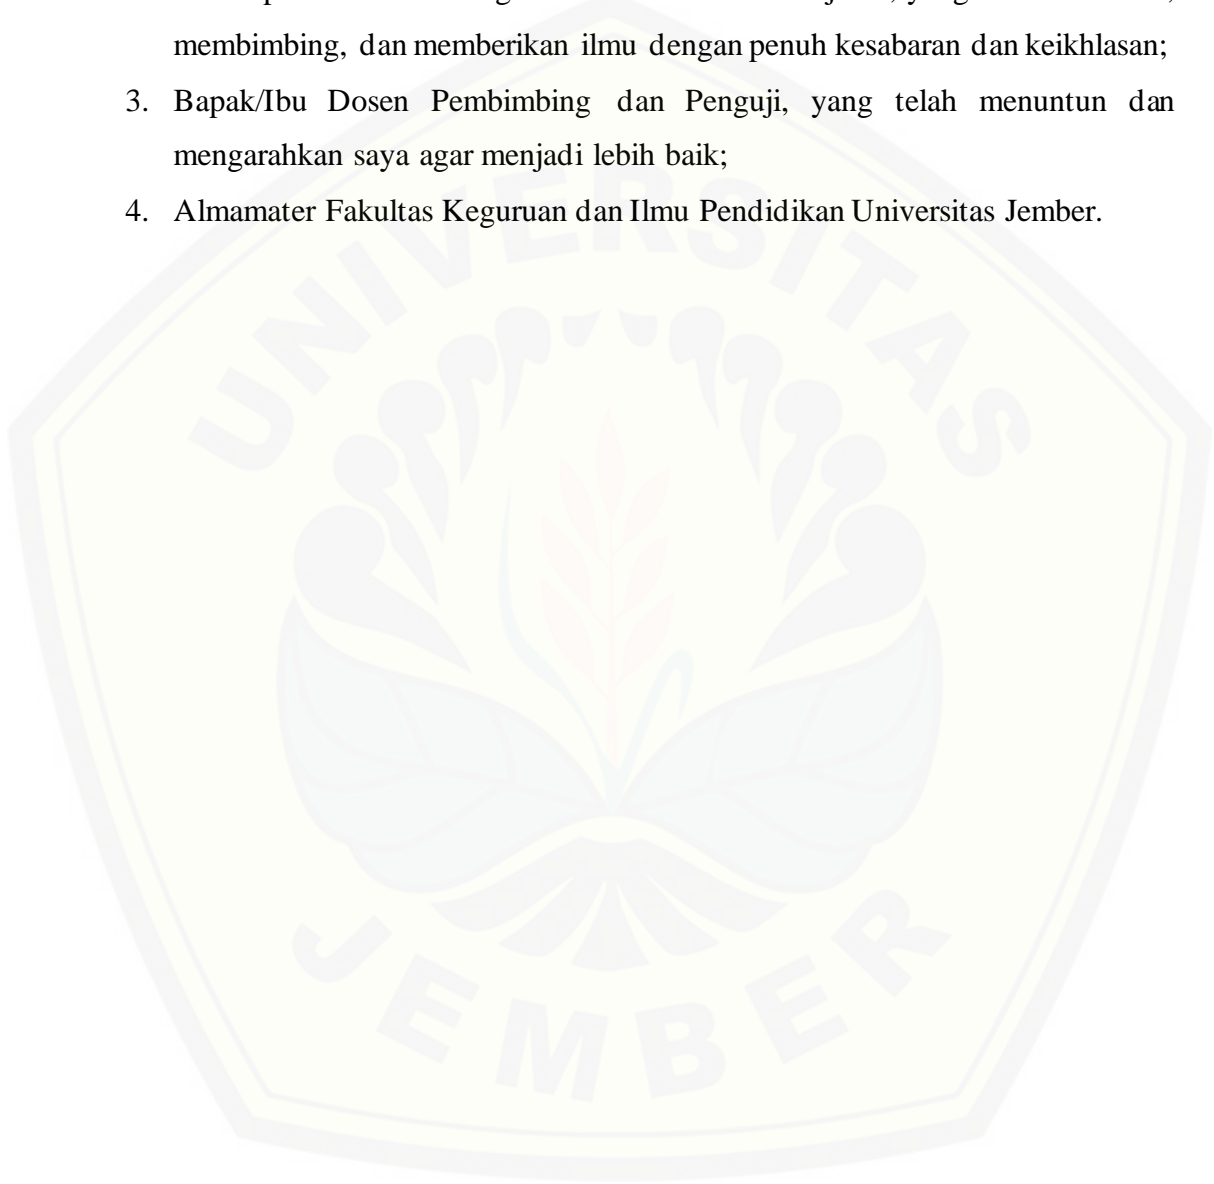 membimbing, dan memberikan ilmu dengan penuh kesabaran dan keikhlasan;
3. Bapak/Ibu Dosen Pembimbing dan Penguji, yang telah menuntun dan
mengarahkan saya agar menjadi lebih baik;
4. Almamater Fakultas Keguruan dan Ilmu Pendidikan Universitas Jember.
UNIVERSITAS
JEMBER